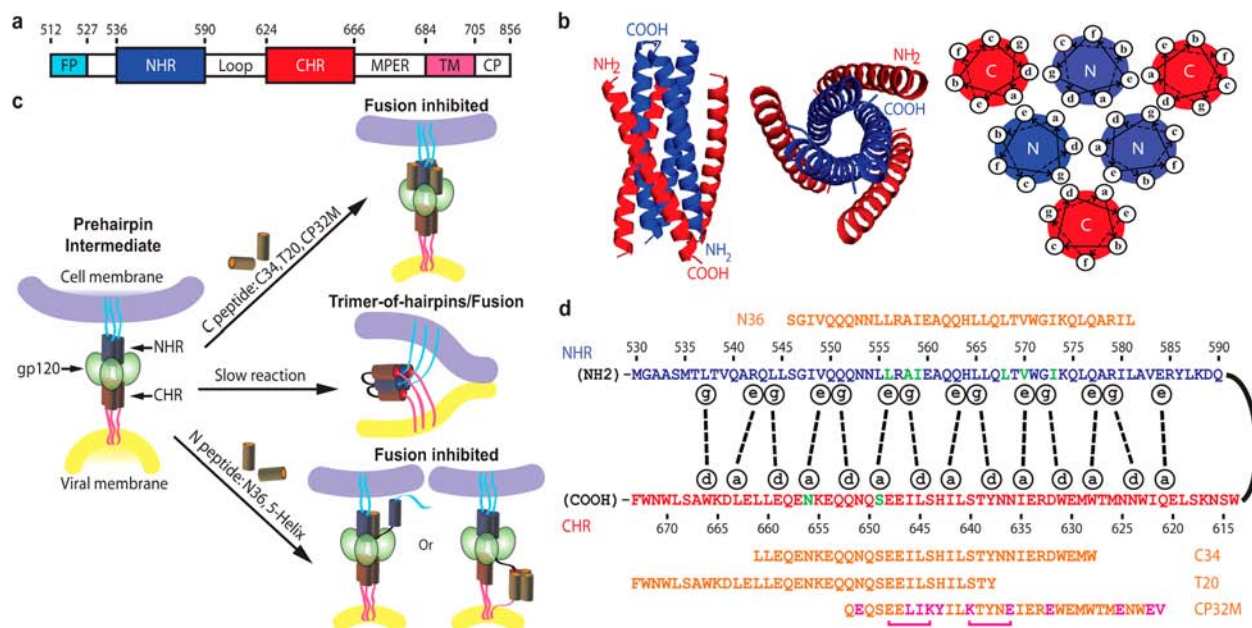 a
512 527 536 590 624 666 684 705 856
FP NHR Loop CHR MPER TM CP
b
COOH
NH2
NH2
COOH
NH2
COOH
c f g b c d e a
C
c f b g e d a
N
e f c a b d g
C
b e a c d f g
N
d g a c e b f
N
d a g e c b f
C
c
Fusion inhibited
Prehairpin
Intermediate
Cell membrane
C peptide: C34, T20, CP32M
Trimer-of-hairpins/Fusion
NHR
gp120
CHR
Slow reaction
N peptide: N36, 5-Helix
Fusion inhibited
Viral membrane
Or
d
N36 SGIVQQQNNLLRAIEAQQHLLQLTVWGIKQLQARIL
NHR
530 535 540 545 550 555 560 565 570 575 580 585 590
(NH2) -MGAASMTLTVQARQLLSGIVQQQNNLLRAIEAQQHLLQLTVWGIKQLQARILAVERYLKDQ
g e g e g e g e g e g e g e
d a d a d a d a d a d a d a
(COOH) -FWNWLSAWKDLELLEQENKEQQNQSEEILSHILSTYNNIERDWEMWTMNNWIQELSKNSW
CHR
670 665 660 655 650 645 640 635 630 625 620 615
LLEQENKEQQNQSEEILSHILSTYNNIERDWEMW C34
FWNWLSAWKDLELLEQENKEQQNQSEEILSHILSTY T20
QEQSEELIKYILKTYNEIERDWEMWTMENWEV CP32M